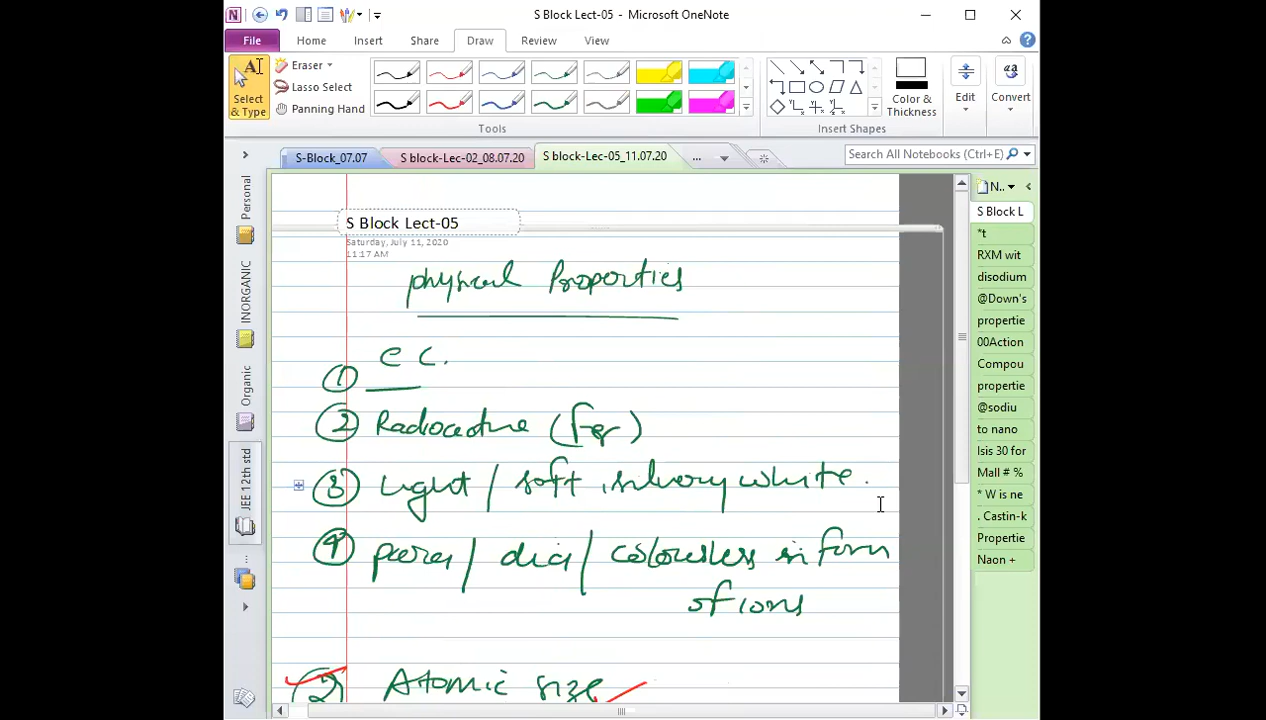 S Block Lect-05 - Microsoft OneNote
File Home Insert Share Draw Review View
Select & Type
Eraser
Lasso Select
Panning Hand
Tools
Insert Shapes
Color & Thickness
Edit
Convert
S-Block_07.07
S block-Lec-02_08.07.20
S block-Lec-05_11.07.20
...
Search All Notebooks (Ctrl+E)
Personal
INORGANIC
Organic
JEE 12th std
N..
S Block L
*t
RXM wit
disodium
@Down's
propertie
00Action
Compou
propertie
@sodiu
to nano
Isis 30 for
Mall # %
* W is ne
. Castin-k
Propertie
Naon +
S Block Lect-05
Saturday, July 11, 2020
11:17 AM
physical Properties
① e c.
② Radioactive (Fr)
③ Light / soft , silvery white.
④ para / dia / colourless in form
of ions
② Atomic size